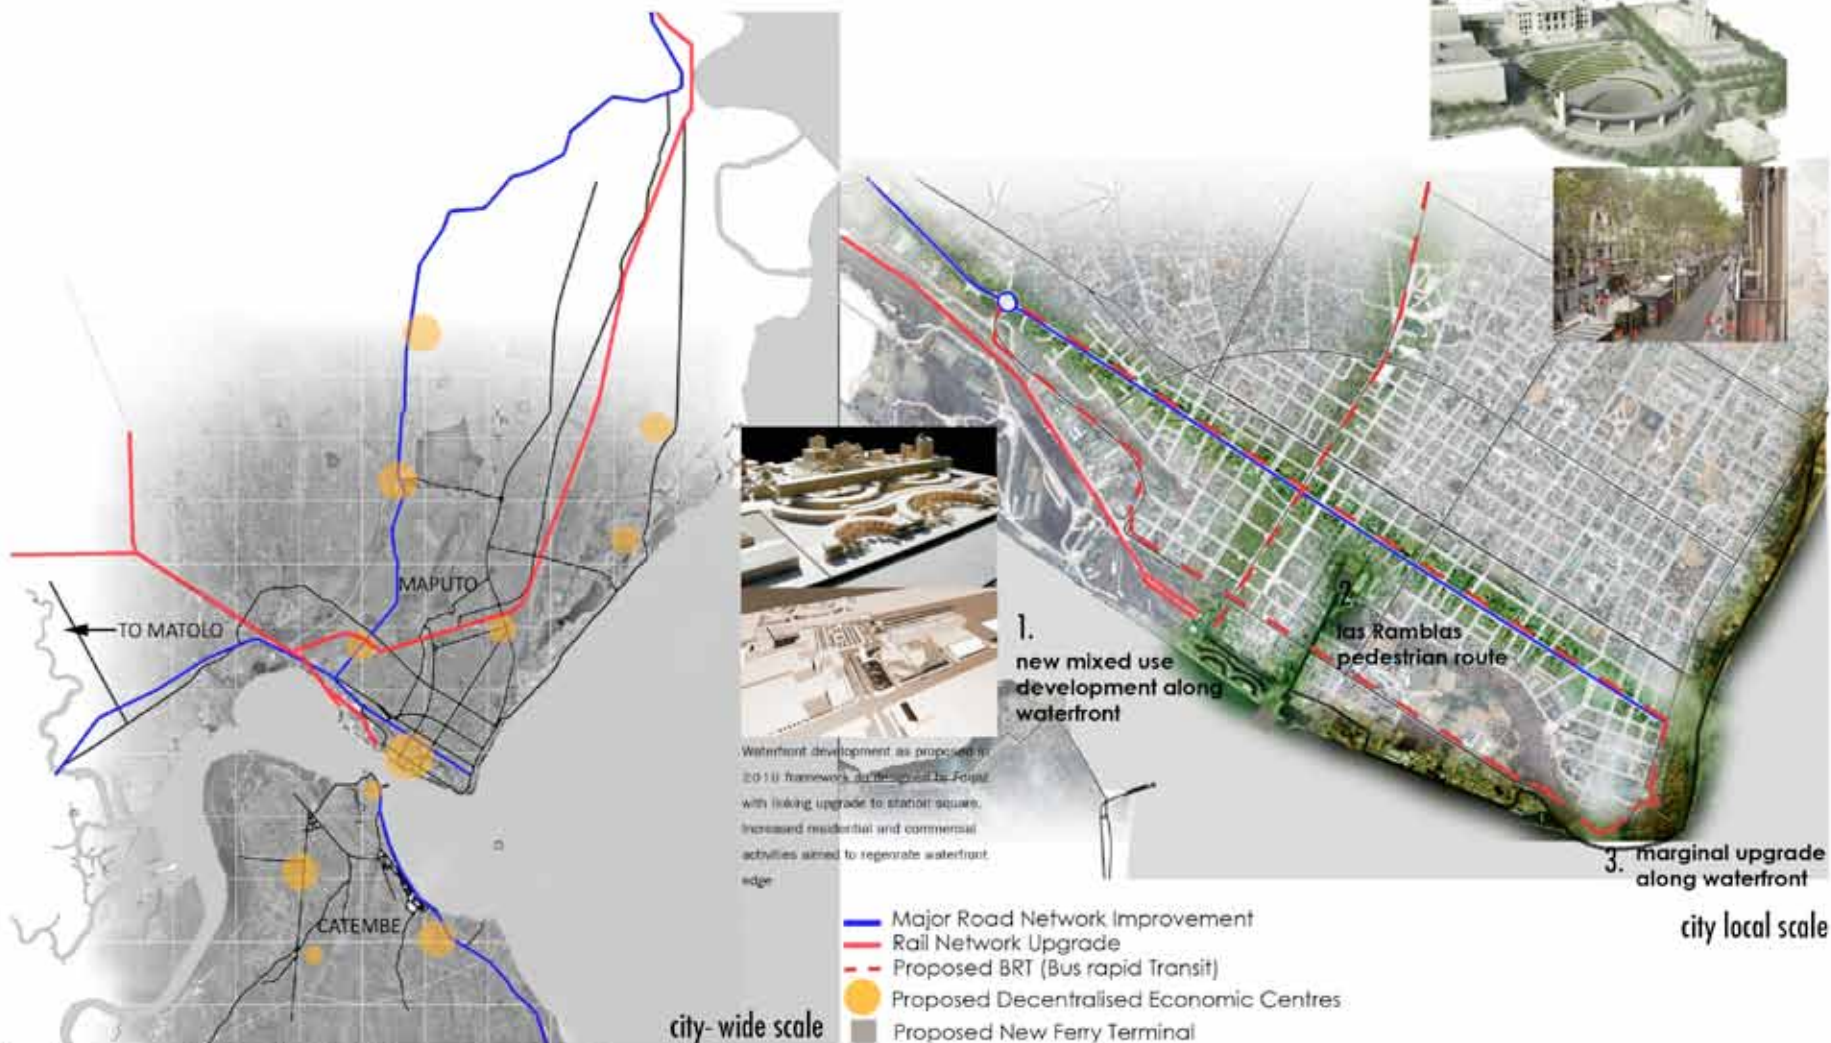 MAPUTO
TO MATOLO
CATEMBE
city- wide scale
1.
new mixed use
development along
waterfront
2.
las Ramblas
pedestrian route
3. marginal upgrade
along waterfront
city local scale
Waterfront development as proposed in
2010 framework as designed by
with linking upgrade to station square.
Increased residential and commercial
activities aimed to regenrate waterfront
edge
Major Road Network Improvement
Rail Network Upgrade
Proposed BRT (Bus rapid Transit)
Proposed Decentralised Economic Centres
Proposed New Ferry Terminal